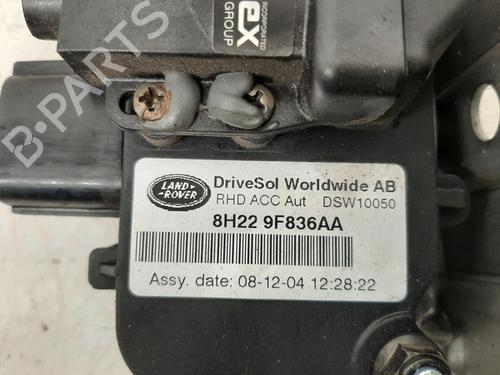 INCORPORATED
ex
GROUP
LAND
ROVER
DriveSol Worldwide AB
RHD ACC Aut DSW10050
8H22 9F836AA
Assy. date: 08-12-04 12:28:22
B-PARTS